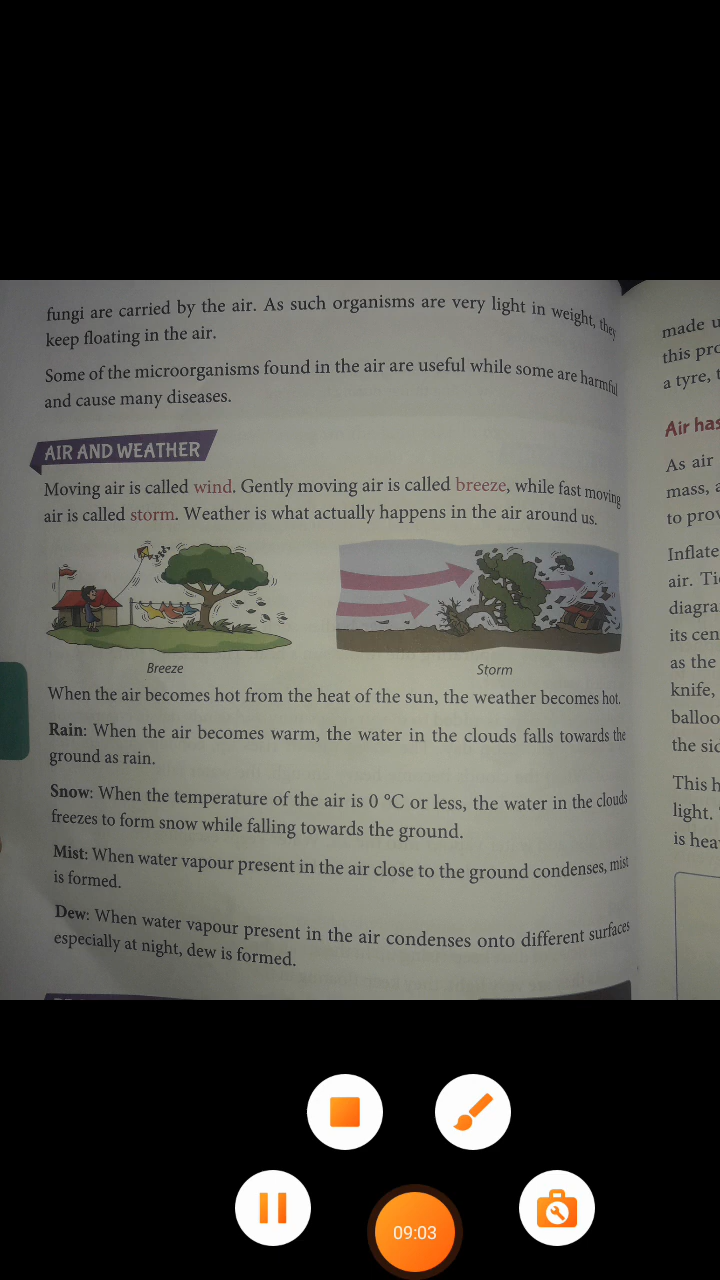 fungi are carried by the air. As such organisms are very light in weight, they
keep floating in the air.
Some of the microorganisms found in the air are useful while some are harmful
and cause many diseases.
AIR AND WEATHER
Moving air is called wind. Gently moving air is called breeze, while fast moving
air is called storm. Weather is what actually happens in the air around us.
Breeze
Storm
When the air becomes hot from the heat of the sun, the weather becomes hot.
Rain: When the air becomes warm, the water in the clouds falls towards the
ground as rain.
Snow: When the temperature of the air is 0 °C or less, the water in the clouds
freezes to form snow while falling towards the ground.
Mist: When water vapour present in the air close to the ground condenses, mist
is formed.
Dew: When water vapour present in the air condenses onto different surfaces
especially at night, dew is formed.
made
this
a tyre,
Air has
As air
mass,
to
Inflate
air.
its
as the
knife,
the
This
light.
is
09:03